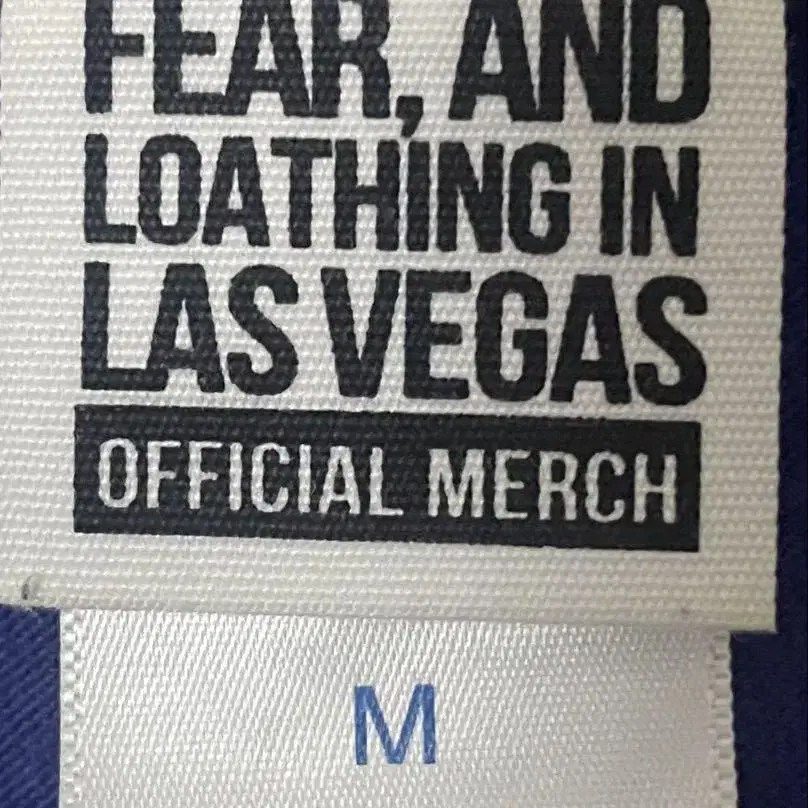 FEAR, AND
LOATHING IN
LAS VEGAS
OFFICIAL MERCH
M